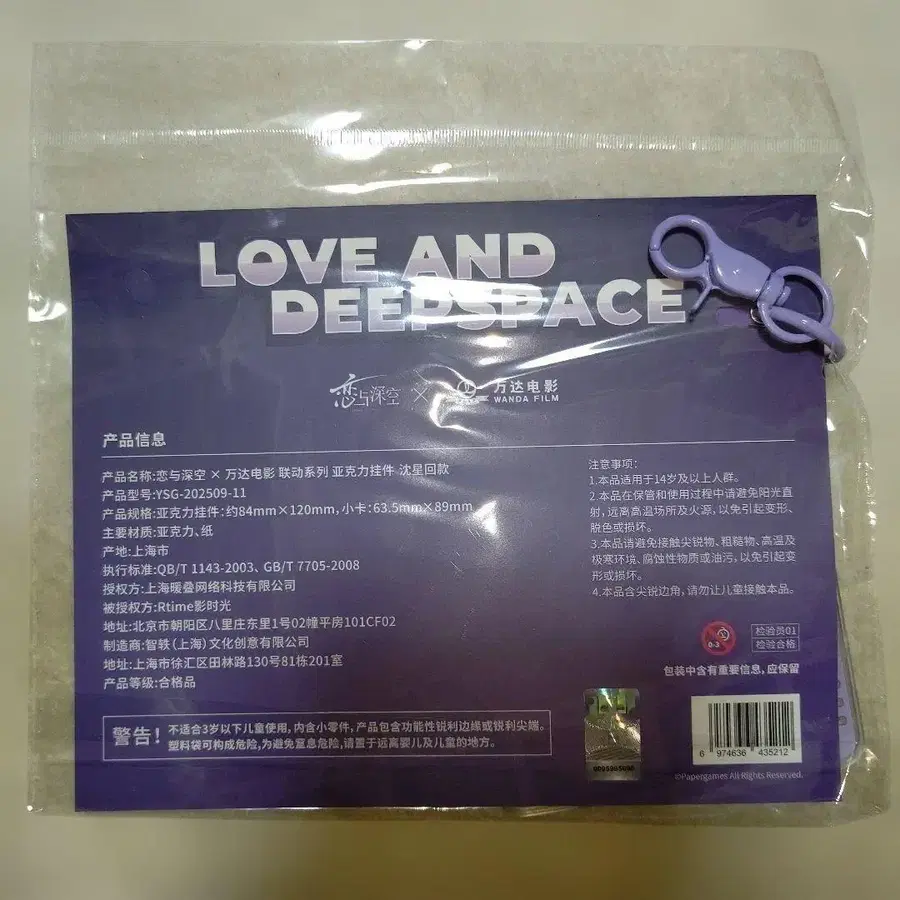 LOVE AND
DEEPSPACE
恋与深空 × 万达电影
WANDA FILM
产品信息
产品名称:恋与深空 × 万达电影 联动系列 亚克力挂件 沈星回款
产品型号:YSG-202509-11
产品规格:亚克力挂件:约84mm×120mm,小卡:63.5mm×89mm
主要材质:亚克力、纸
产地:上海市
执行标准:QB/T 1143-2003、GB/T 7705-2008
授权方:上海暖叠网络科技有限公司
被授权方:Rtime影时光
地址:北京市朝阳区八里庄东里1号02幢平房101CF02
制造商:智轶(上海)文化创意有限公司
地址:上海市徐汇区田林路130号81栋201室
产品等级:合格品
注意事项:
1.本品适用于14岁及以上人群。
2.本品在保管和使用过程中请避免阳光直
射,远离高温场所及火源,以免引起变形、
脱色或损坏。
3.本品请避免接触尖锐物、粗糙物、高温及
极寒环境、腐蚀性物质或油污,以免引起变
形或损坏。
4.本品含尖锐边角,请勿让儿童接触本品。
0-3
检验员01
检验合格
包装中含有重要信息,应保留
警告!
不适合3岁以下儿童使用,内含小零件,产品包含功能性锐利边缘或锐利尖端。
塑料袋可构成危险,为避免窒息危险,请置于远离婴儿及儿童的地方。
6 974636 435212
©Papergames All Rights Reserved.